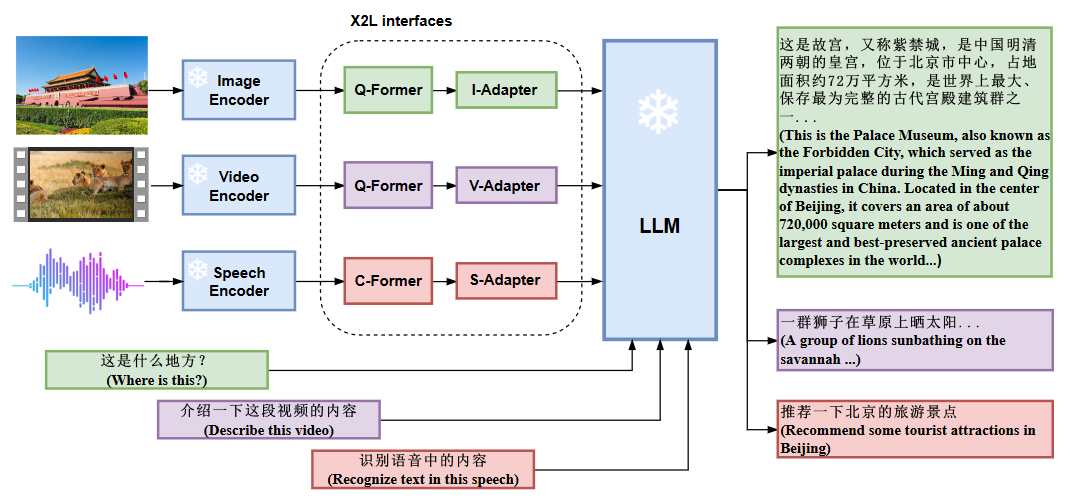 X2L interfaces
Image
Encoder
Q-Former
I-Adapter
Video
Encoder
Q-Former
V-Adapter
Speech
Encoder
C-Former
S-Adapter
LLM
这是什么地方？
(Where is this?)
介绍一下这段视频的内容
(Describe this video)
识别语音中的内容
(Recognize text in this speech)
这是故宫，又称紫禁城，是中国明清
两朝的皇宫，位于北京市中心，占地
面积约72万平方米，是世界上最大、
保存最为完整的古代宫殿建筑群之
一...
(This is the Palace Museum, also known as
the Forbidden City, which served as the
imperial palace during the Ming and Qing
dynasties in China. Located in the center
of Beijing, it covers an area of about
720,000 square meters and is one of the
largest and best-preserved ancient palace
complexes in the world...)
一群狮子在草原上晒太阳...
(A group of lions sunbathing on the
savannah ...)
推荐一下北京的旅游景点
(Recommend some tourist attractions in
Beijing)